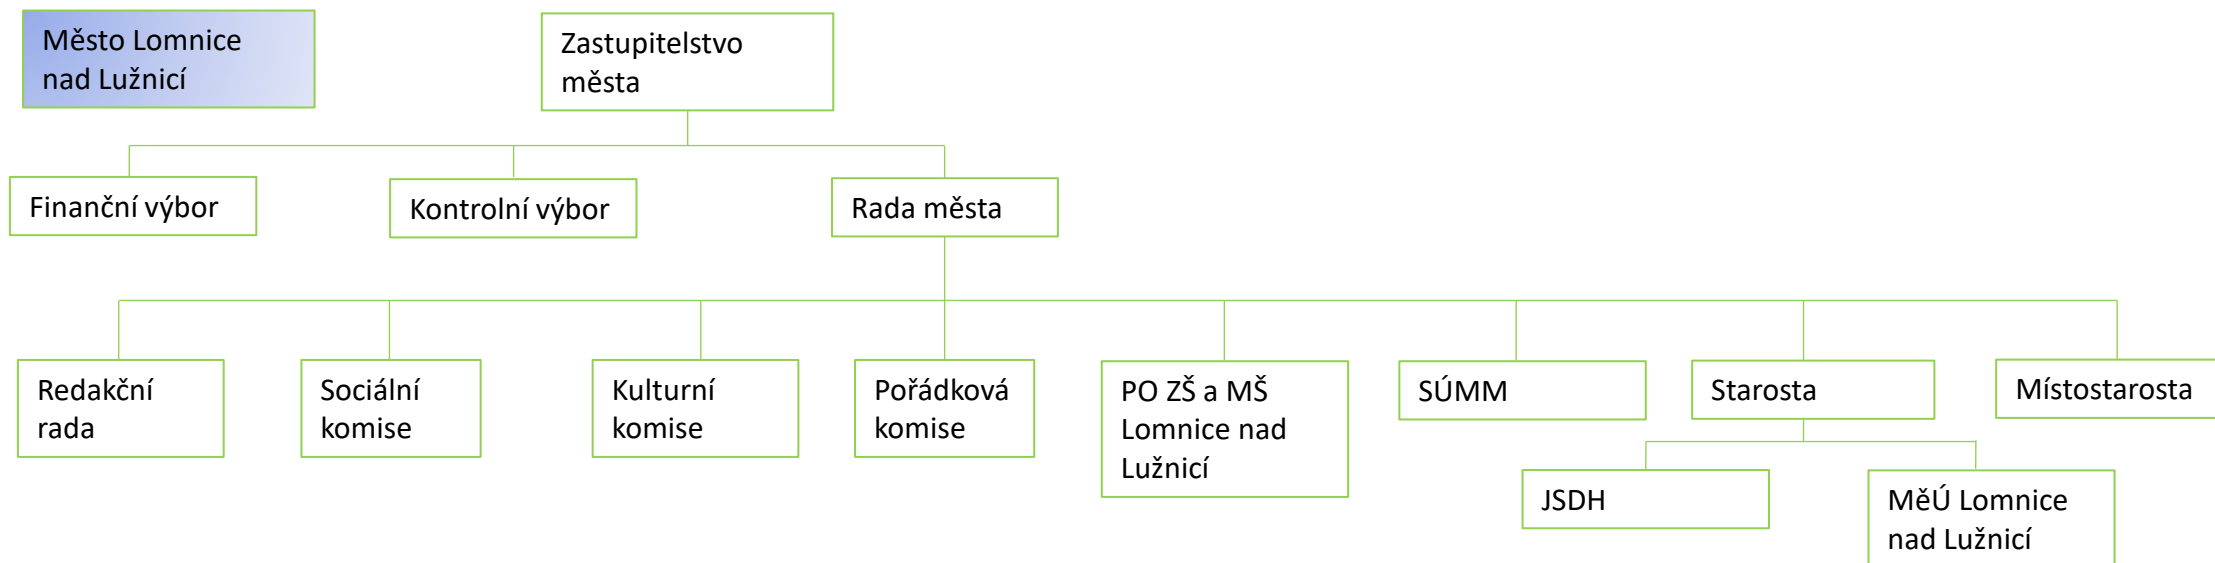 Město Lomnice
nad Lužnicí
Zastupitelstvo
města
Finanční výbor
Kontrolní výbor
Rada města
Redakční
rada
Sociální
komise
Kulturní
komise
Pořádková
komise
PO ZŠ a MŠ
Lomnice nad
Lužnicí
SÚMM
Starosta
Místostarosta
JSDH
MěÚ Lomnice
nad Lužnicí